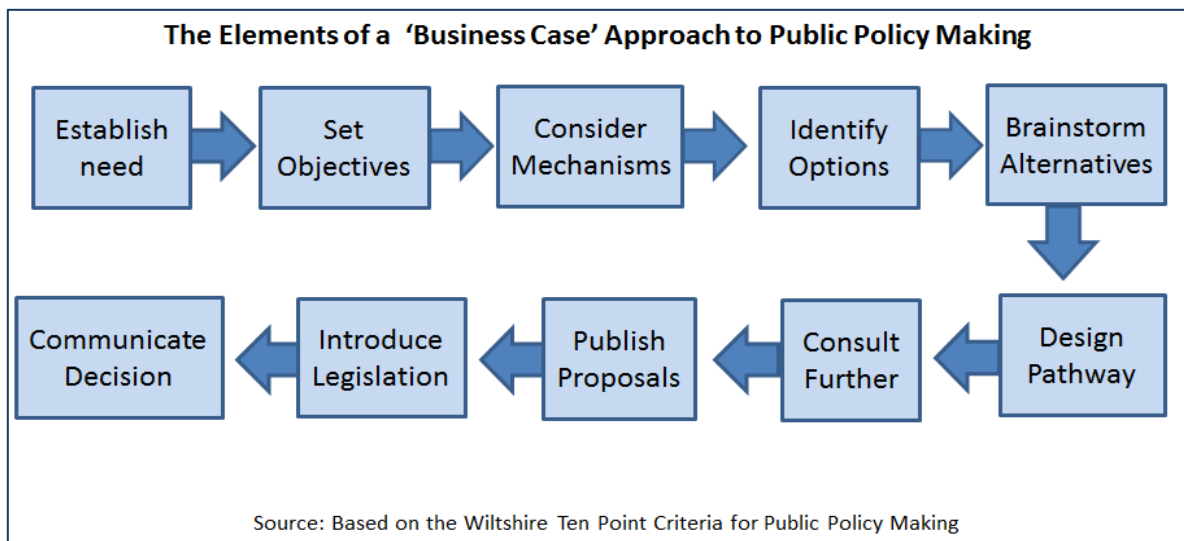 The Elements of a  ‘Business Case’ Approach to Public Policy Making
Establish
need
Set
Objectives
Consider
Mechanisms
Identify
Options
Brainstorm
Alternatives
Design
Pathway
Consult
Further
Publish
Proposals
Introduce
Legislation
Communicate
Decision
Source: Based on the Wiltshire Ten Point Criteria for Public Policy Making